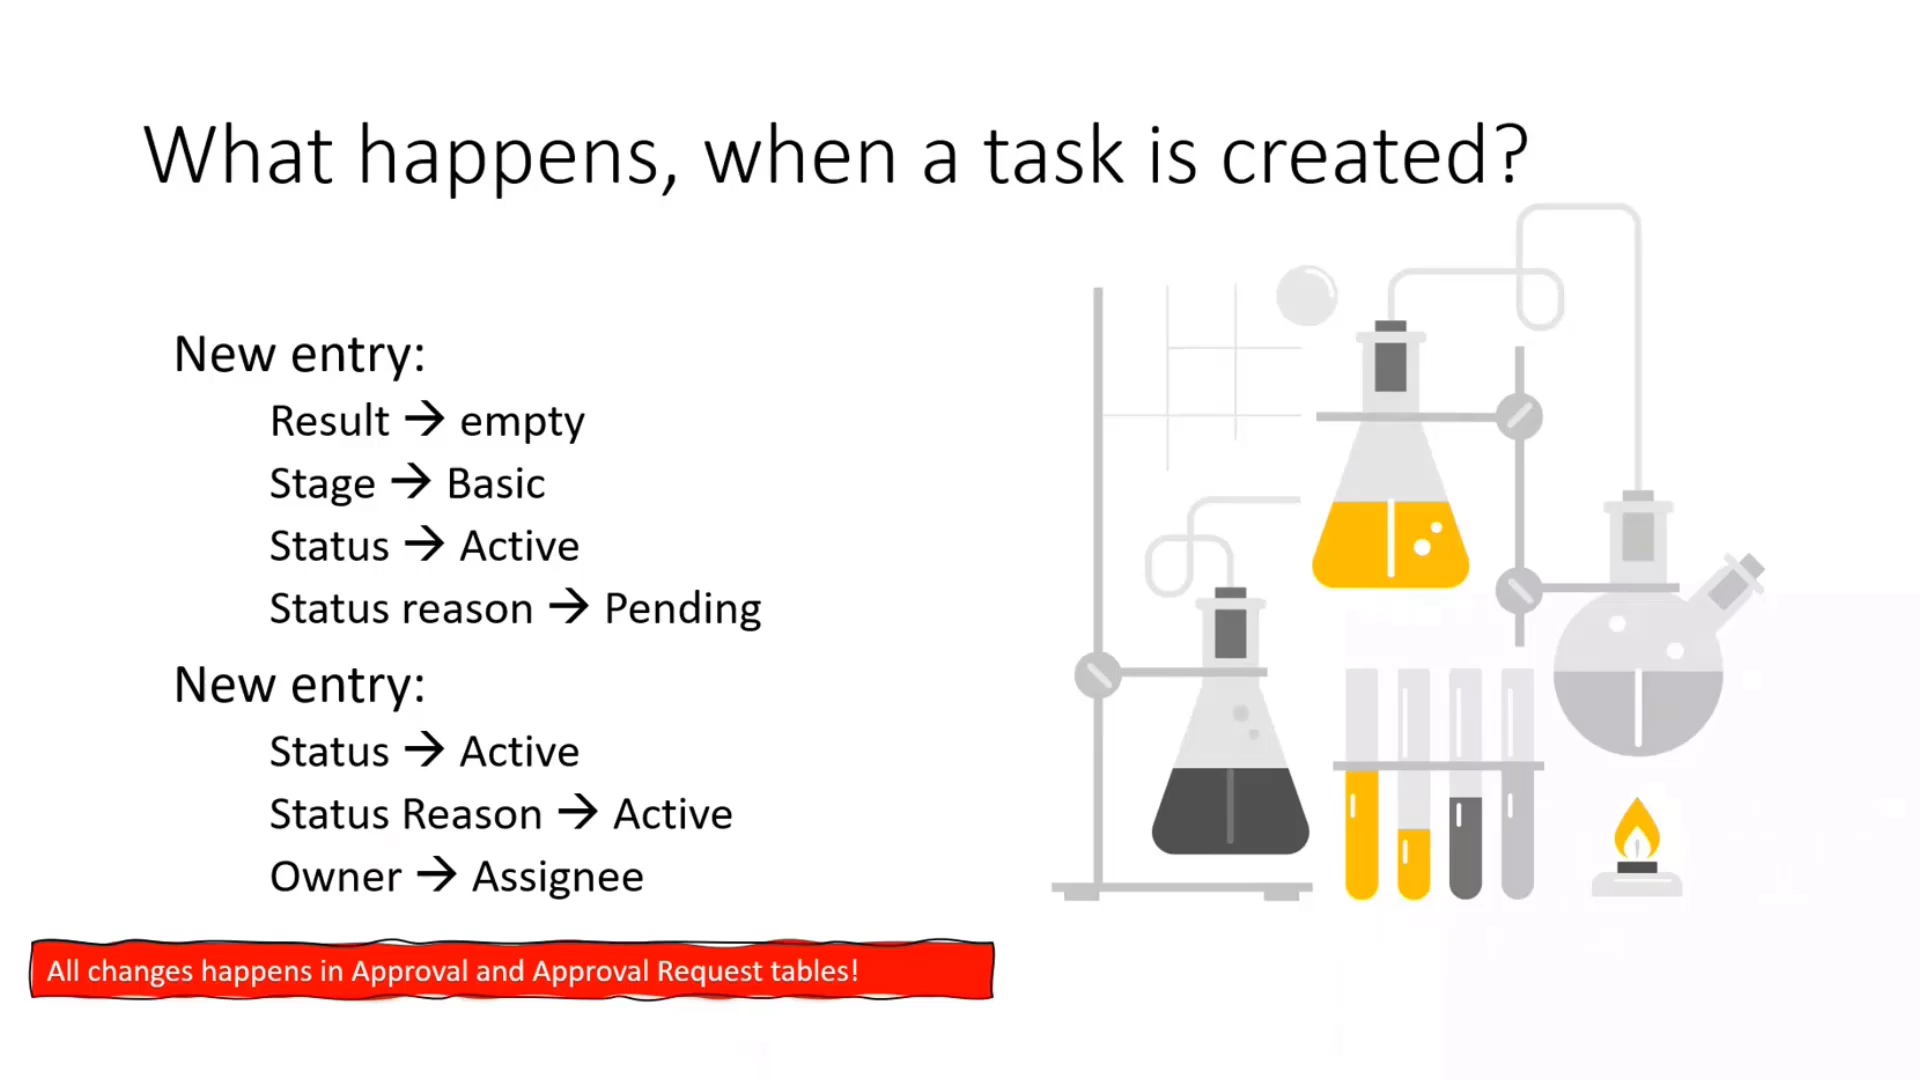 What happens, when a task is created?
New entry:
Result → empty
Stage → Basic
Status → Active
Status reason → Pending
New entry:
Status → Active
Status Reason → Active
Owner → Assignee
All changes happens in Approval and Approval Request tables!